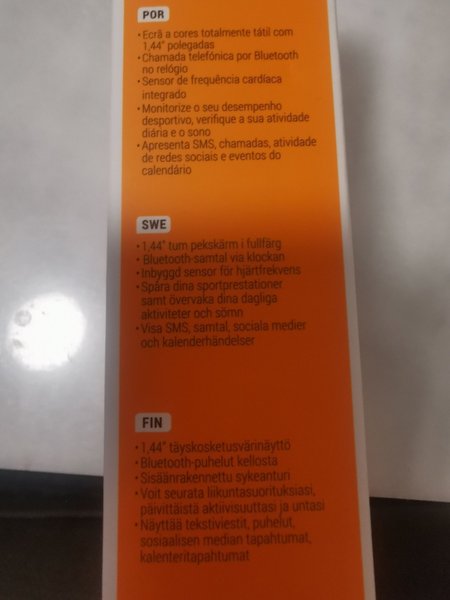 POR
• Ecrã a cores totalmente tátil com
1,44" polegadas
• Chamada telefónica por Bluetooth
no relógio
• Sensor de frequência cardíaca
integrado
• Monitorize o seu desempenho
desportivo, verifique a sua atividade
diária e o sono
• Apresenta SMS, chamadas, atividade
de redes sociais e eventos do
calendário
SWE
• 1,44" tum pekskärm i fullfärg
• Bluetooth-samtal via klockan
• Inbyggd sensor för hjärtfrekvens
• Spåra dina sportprestationer
samt övervaka dina dagliga
aktiviteter och sömn
• Visa SMS, samtal, sociala medier
och kalenderhändelser
FIN
• 1,44" täyskosketusvärinäyttö
• Bluetooth-puhelut kellosta
• Sisäänrakennettu sykeanturi
• Voit seurata liikuntasuorituksiasi,
päivittäistä aktiivisuuttasi ja untasi
• Näyttää tekstiviestit, puhelut,
sosiaalisen median tapahtumat,
kalenteritapahtumat